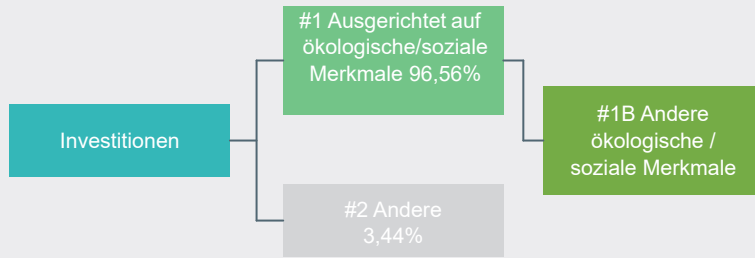 #1 Ausgerichtet auf
ökologische/soziale
Merkmale 96,56%
Investitionen
#1B Andere
ökologische /
soziale Merkmale
#2 Andere
3,44%